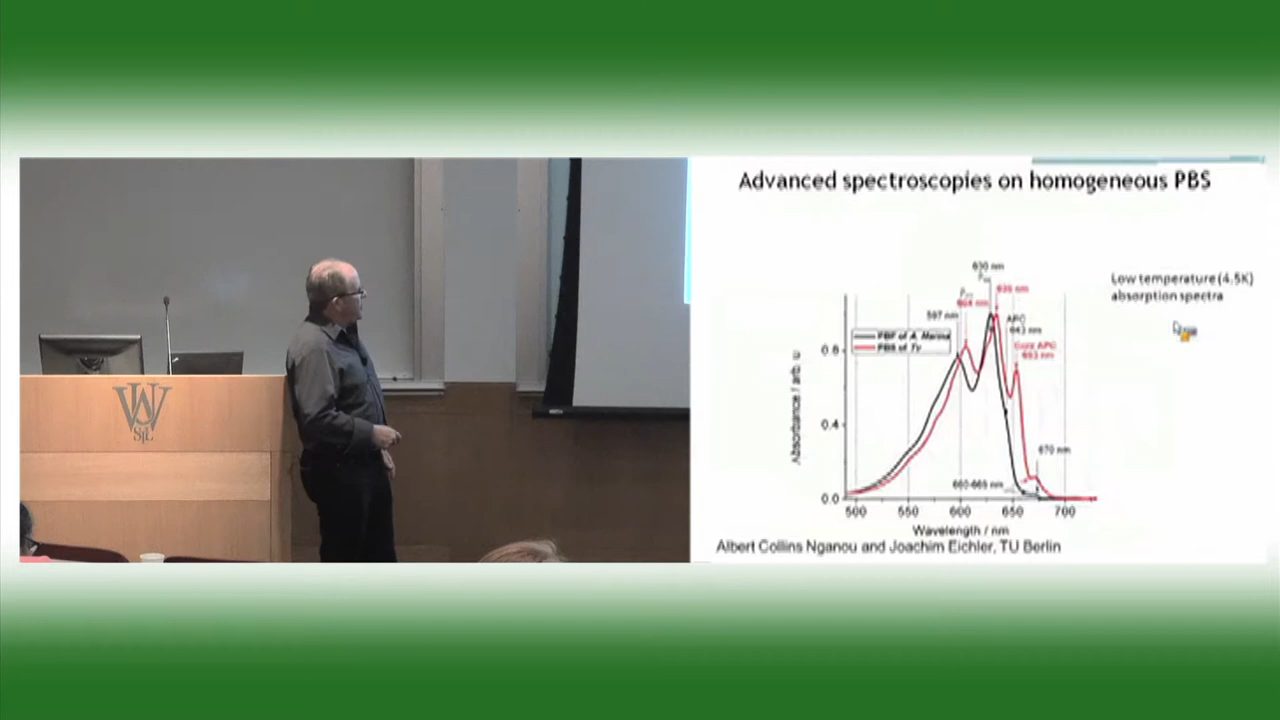 WU
StL
Advanced spectroscopies on homogeneous PBS
Low temperature (4.5K)
absorption spectra
630 nm
635 nm
604 nm
597 nm
APC
643 nm
PBP of A. Marina
PBS of Tv
Core APC
653 nm
670 nm
660-665 nm
0.8
0.4
0.0
Absorbance / arb. u
500 550 600 650 700
Wavelength / nm
Albert Collins Nganou and Joachim Eichler, TU Berlin